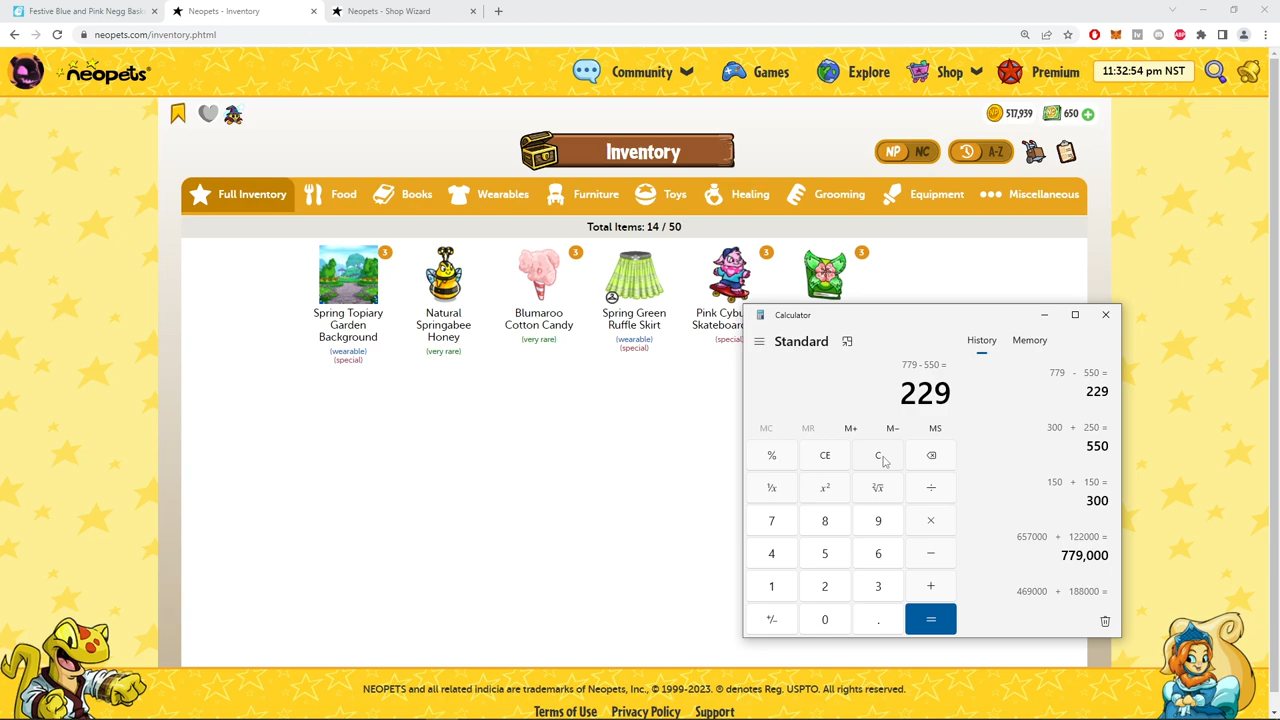 Festive Blue and Pink Negg Bask
Neopets - Inventory
Neopets - Shop Wizard
neopets.com/inventory.phtml
neopets
Community
Games
Explore
Shop
Premium
11:32:54 pm NST
517,939
650
Inventory
NP
NC
A-Z
Full Inventory
Food
Books
Wearables
Furniture
Toys
Healing
Grooming
Equipment
Miscellaneous
Total Items: 14 / 50
3
3
3
3
3
Spring Topiary
Garden
Background
(wearable)
(special)
Natural
Springabee
Honey
(very rare)
Blumaroo
Cotton Candy
(very rare)
Spring Green
Ruffle Skirt
(wearable)
(special)
Pink Cybu
Skateboar
(special)
Calculator
Standard
History
Memory
779 - 550 =
229
779 - 550 =
229
300 + 250 =
550
150 + 150 =
300
657000 + 122000 =
779,000
469000 + 188000 =
MC MR M+ M− MS
% CE C
¹/x x² ²√x ÷
7 8 9 ×
4 5 6 −
1 2 3 +
+/− 0 . =
NEOPETS and all related indicia are trademarks of Neopets, Inc., © 1999-2023. ® denotes Reg. USPTO. All rights reserved.
Terms of Use
Privacy Policy
Support